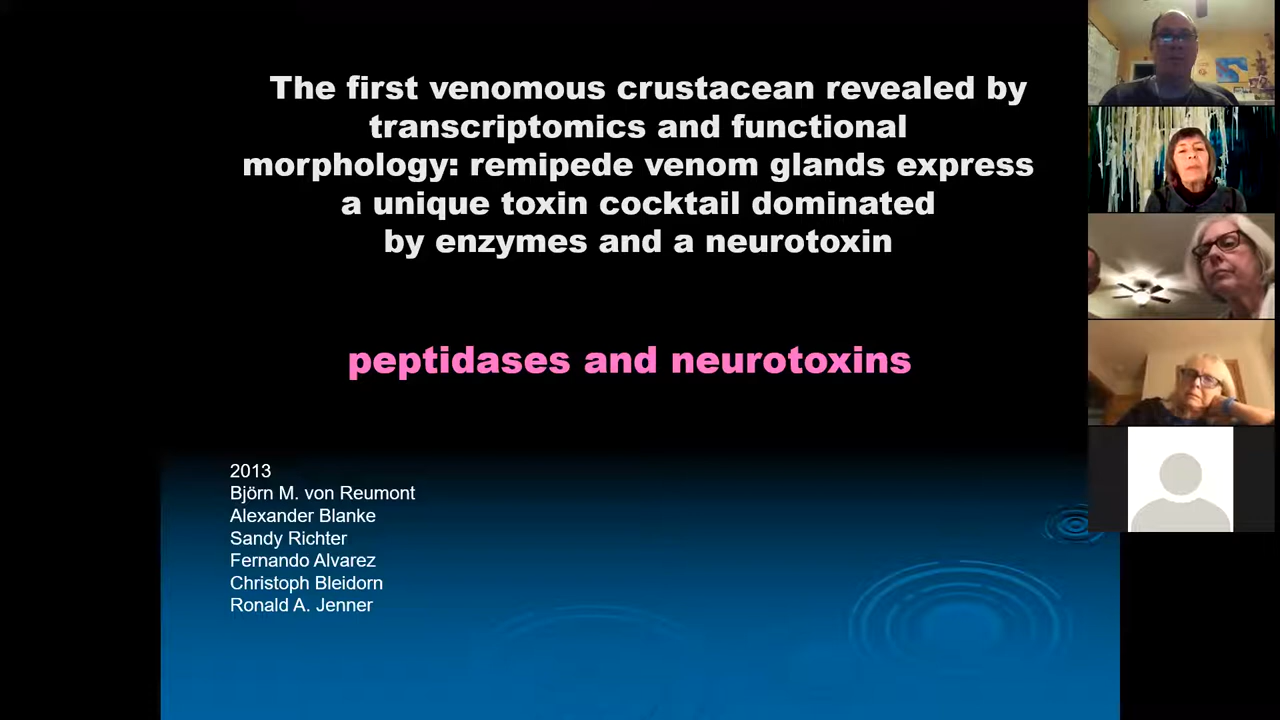 The first venomous crustacean revealed by
transcriptomics and functional
morphology: remipede venom glands express
a unique toxin cocktail dominated
by enzymes and a neurotoxin
peptidases and neurotoxins
2013
Björn M. von Reumont
Alexander Blanke
Sandy Richter
Fernando Alvarez
Christoph Bleidorn
Ronald A. Jenner